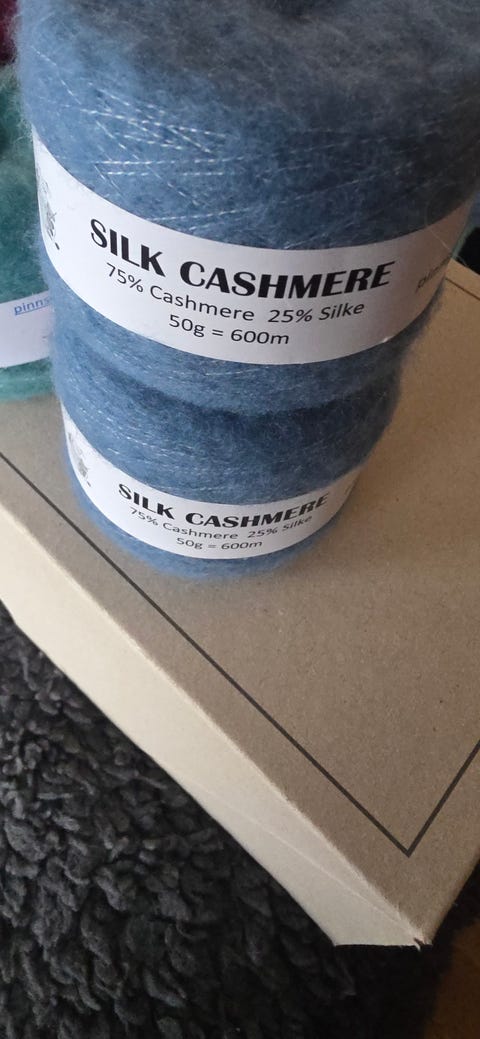 SILK CASHMERE
75% Cashmere 25% Silke
50g = 600m
SILK CASHMERE
75% Cashmere 25% Silke
50g = 600m